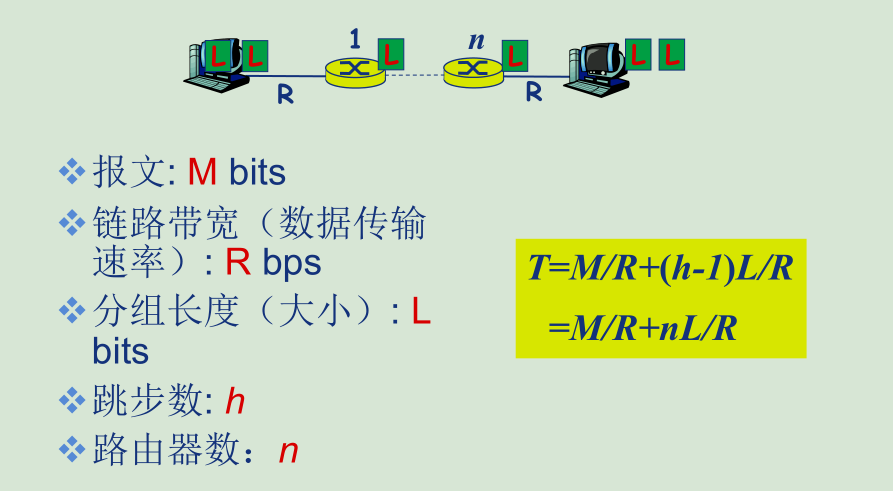 L L 1 L n L L L
R R
报文: M bits
链路带宽（数据传输
速率）: R bps
分组长度（大小）: L
bits
跳步数: h
路由器数：n
T=M/R+(h-1)L/R
=M/R+nL/R